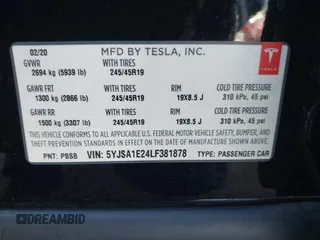 02/20 MFD BY TESLA, INC.
GVWR WITH TIRES
2694 kg (5939 lb) 245/45R19
TESLA
GAWR FRT WITH TIRES RIM COLD TIRE PRESSURE
1300 kg (2866 lb) 245/45R19 19X8.5 J 310 kPa, 45 psi
GAWR RR WITH TIRES RIM COLD TIRE PRESSURE
1500 kg (3307 lb) 245/45R19 19X8.5 J 310 kPa, 45 psi
THIS VEHICLE CONFORMS TO ALL APPLICABLE
FEDERAL MOTOR VEHICLE SAFETY, BUMPER, AND THEFT PREVENTION
STANDARDS IN EFFECT ON THE DATE OF MANUFACTURE SHOWN ABOVE.
PNT: PBSB VIN: 5YJSA1E24LF381878 TYPE: PASSENGER CAR
AUTOBIDMASTER